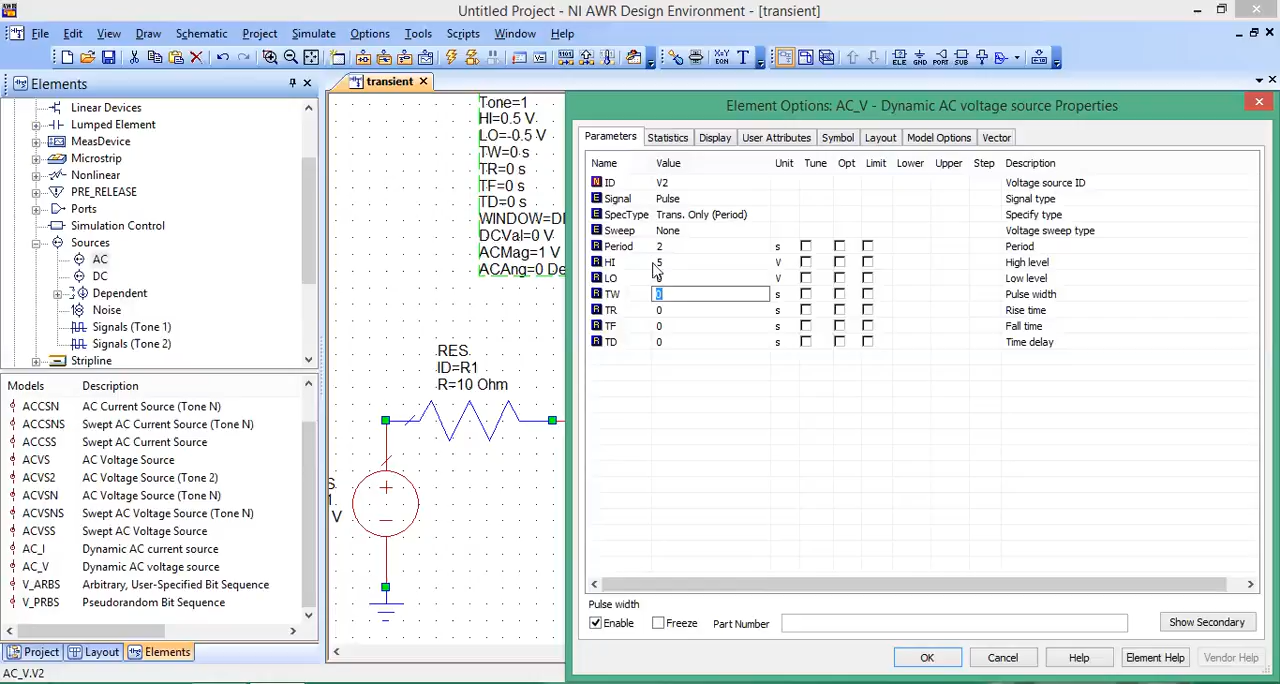 Untitled Project - NI AWR Design Environment - [transient]
File Edit View Draw Schematic Project Simulate Options Tools Scripts Window Help
Elements
Linear Devices
Lumped Element
MeasDevice
Microstrip
Nonlinear
PRE_RELEASE
Ports
Simulation Control
Sources
AC
DC
Dependent
Noise
Signals (Tone 1)
Signals (Tone 2)
Stripline
Models Description
ACCSN AC Current Source (Tone N)
ACCSNS Swept AC Current Source (Tone N)
ACCSS Swept AC Current Source
ACVS AC Voltage Source
ACVS2 AC Voltage Source (Tone 2)
ACVSN AC Voltage Source (Tone N)
ACVSNS Swept AC Voltage Source (Tone N)
ACVSS Swept AC Voltage Source
AC_I Dynamic AC current source
AC_V Dynamic AC voltage source
V_ARBS Arbitrary, User-Specified Bit Sequence
V_PRBS Pseudorandom Bit Sequence
Project Layout Elements
AC_V.V2
transient
Tone=1
HI=0.5 V
LO=-0.5 V
TW=0 s
TR=0 s
TF=0 s
TD=0 s
WINDOW=DE
DCVal=0 V
ACMag=1 V
ACAng=0 De
RES
ID=R1
R=10 Ohm
S
1
V
Element Options: AC_V - Dynamic AC voltage source Properties
Parameters Statistics Display User Attributes Symbol Layout Model Options Vector
Name Value Unit Tune Opt Limit Lower Upper Step Description
ID V2 Voltage source ID
Signal Pulse Signal type
SpecType Trans. Only (Period) Specify type
Sweep None Voltage sweep type
Period 2 s Period
HI 5 V High level
LO 0 V Low level
TW 0 s Pulse width
TR 0 s Rise time
TF 0 s Fall time
TD 0 s Time delay
Pulse width
Enable Freeze Part Number Show Secondary
OK Cancel Help Element Help Vendor Help